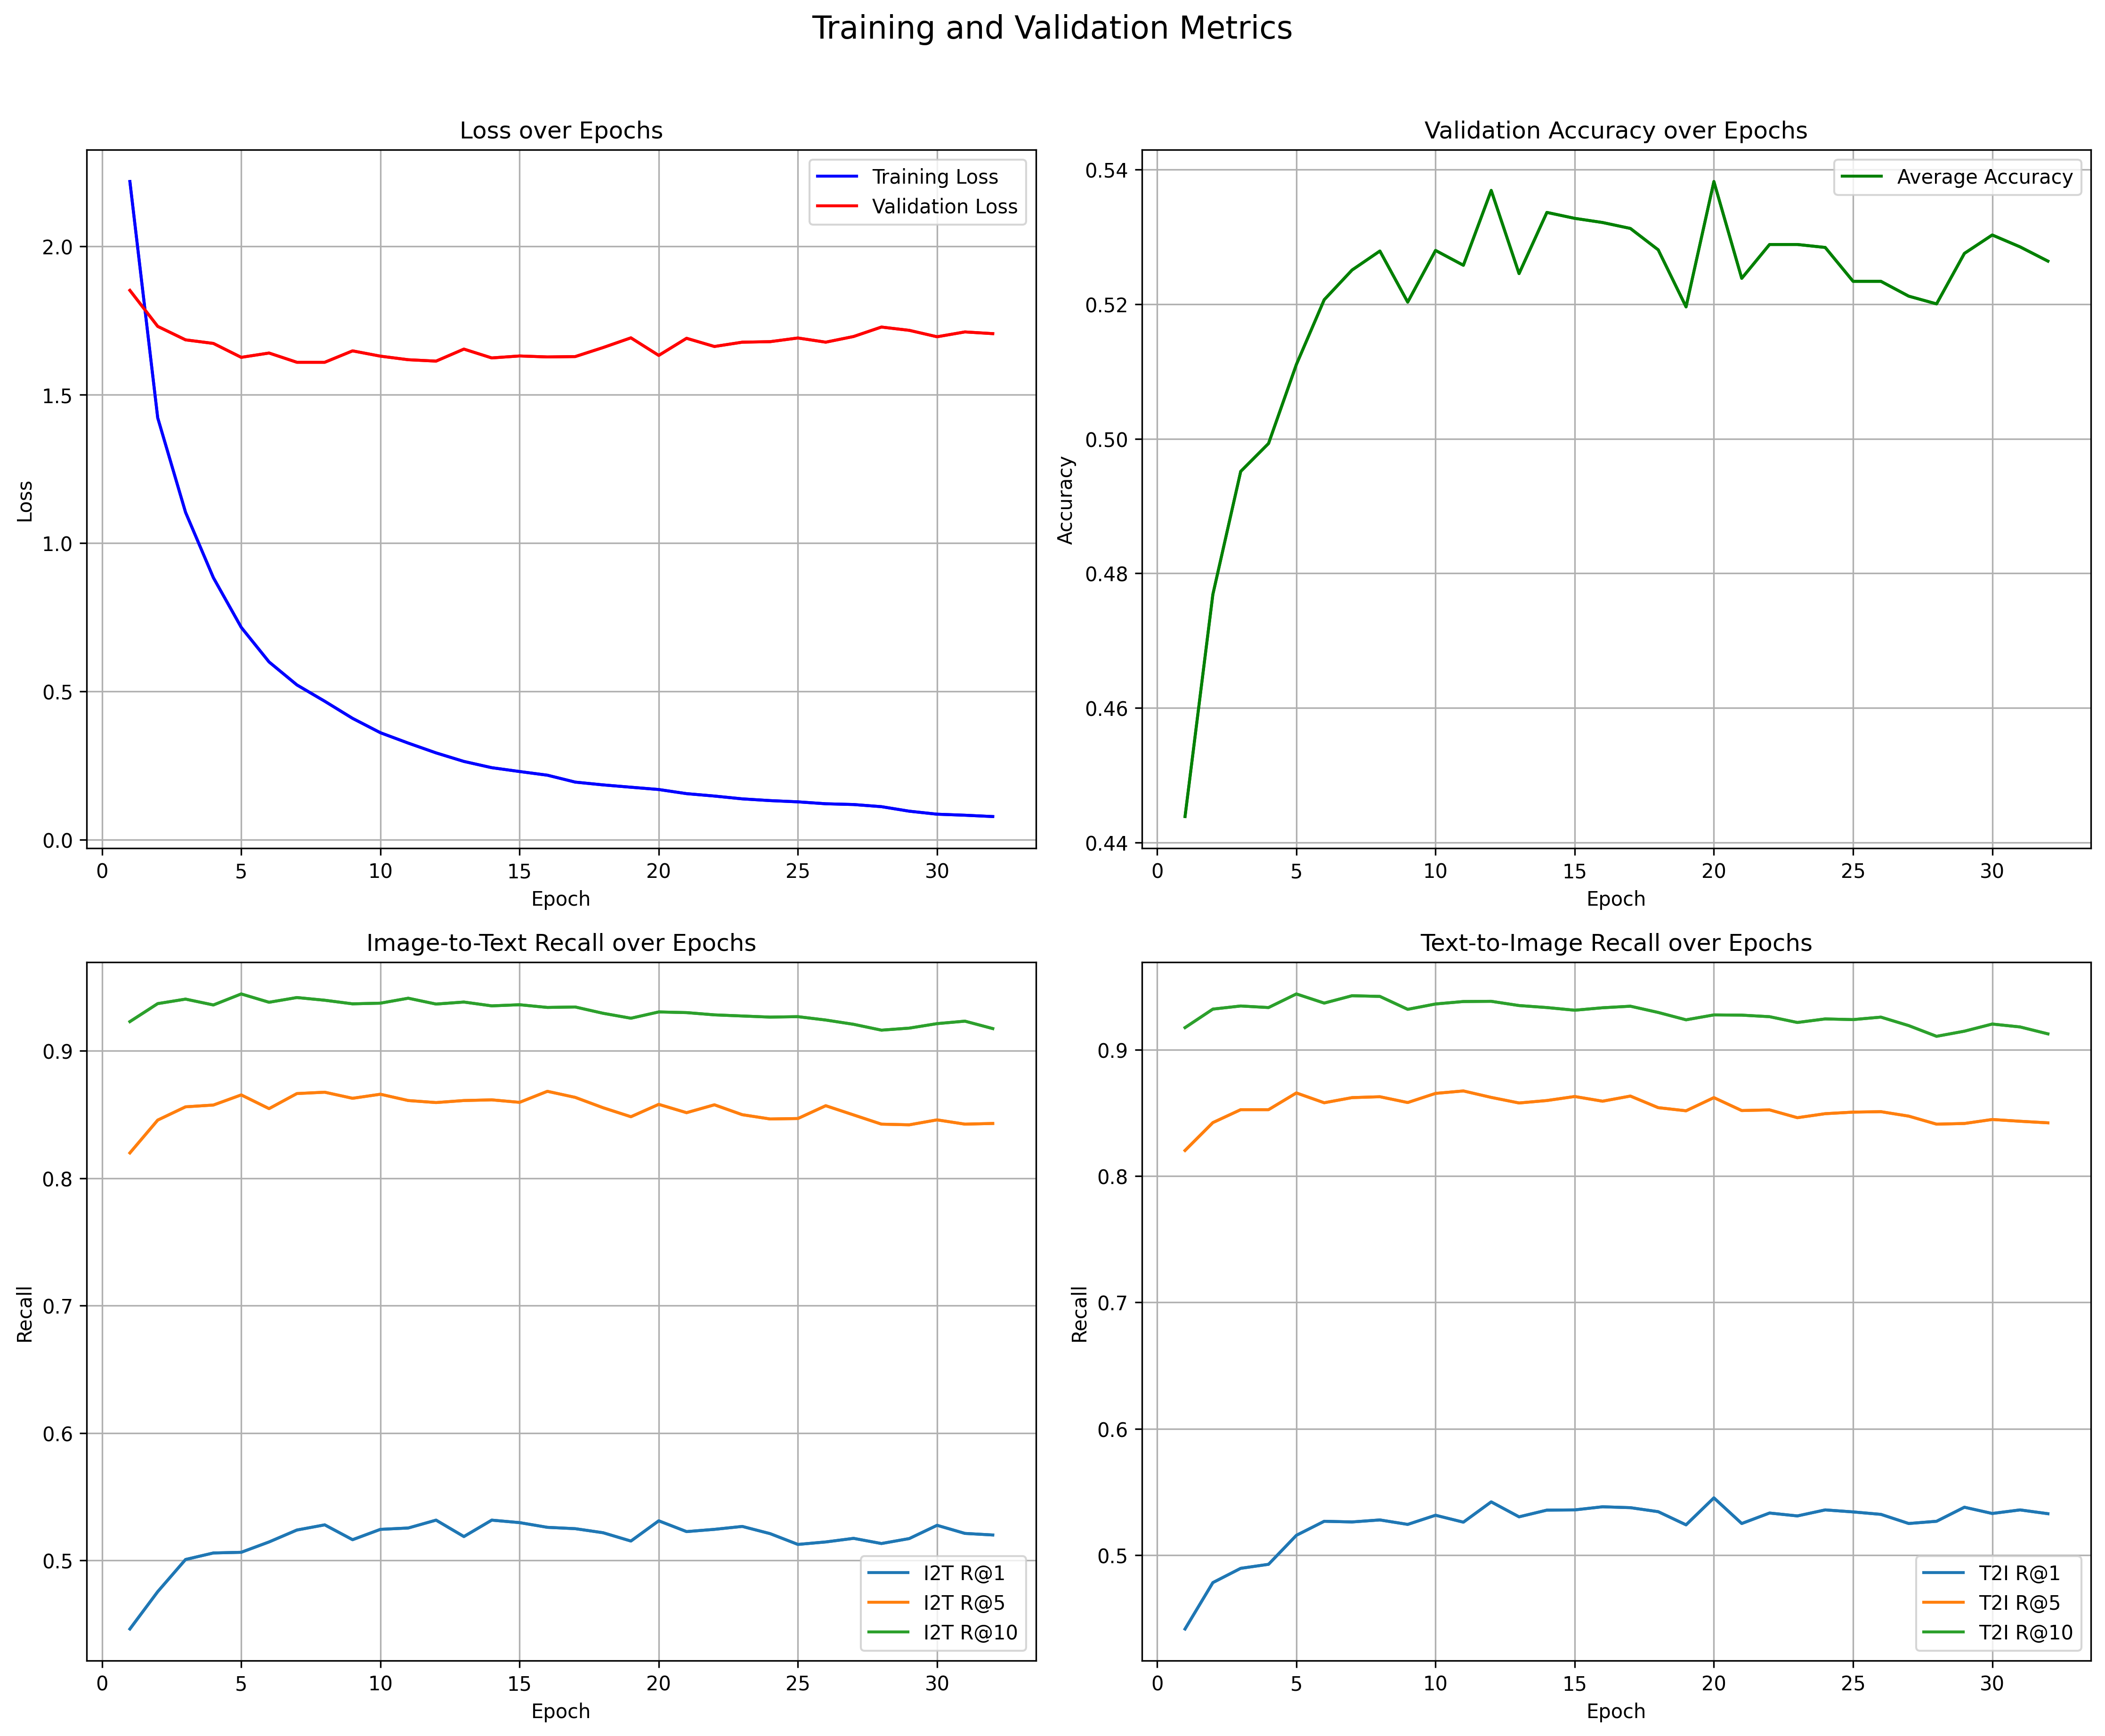 Training and Validation Metrics
Loss over Epochs
Training Loss
Validation Loss
2.0
1.5
1.0
0.5
0.0
Loss
0 5 10 15 20 25 30
Epoch
Validation Accuracy over Epochs
Average Accuracy
0.54
0.52
0.50
0.48
0.46
0.44
Accuracy
0 5 10 15 20 25 30
Epoch
Image-to-Text Recall over Epochs
0.9
0.8
0.7
0.6
0.5
Recall
I2T R@1
I2T R@5
I2T R@10
0 5 10 15 20 25 30
Epoch
Text-to-Image Recall over Epochs
0.9
0.8
0.7
0.6
0.5
Recall
T2I R@1
T2I R@5
T2I R@10
0 5 10 15 20 25 30
Epoch